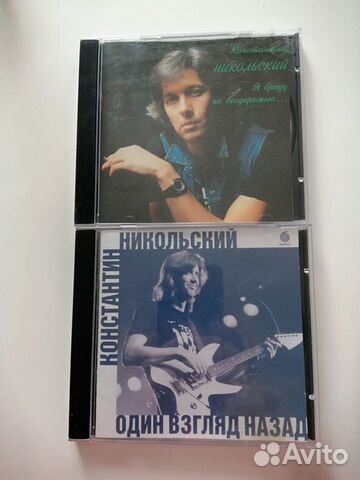 Константин
НИКОЛЬСКИЙ
Я бреду
по бездорожью...
НИКОЛЬСКИЙ
КОНСТАНТИН
ОДИН ВЗГЛЯД НАЗАД
Avito